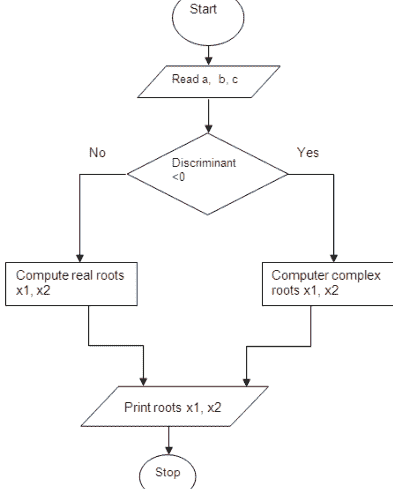 Start
Read a, b, c
No
Yes
Discriminant
<0
Compute real roots
x1, x2
Computer complex
roots x1, x2
Print roots x1, x2
Stop